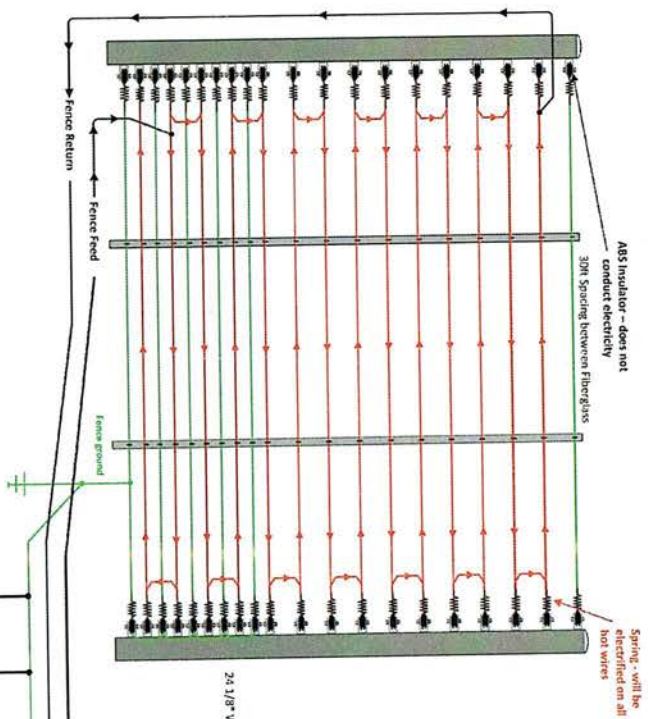 ABS Insulator – does not
conduct electricity
30ft Spacing between Fiberglass
Spring - will be
electrified on all
hot wires
Fence Return
Fence Feed
Fence ground
24 1/8" V